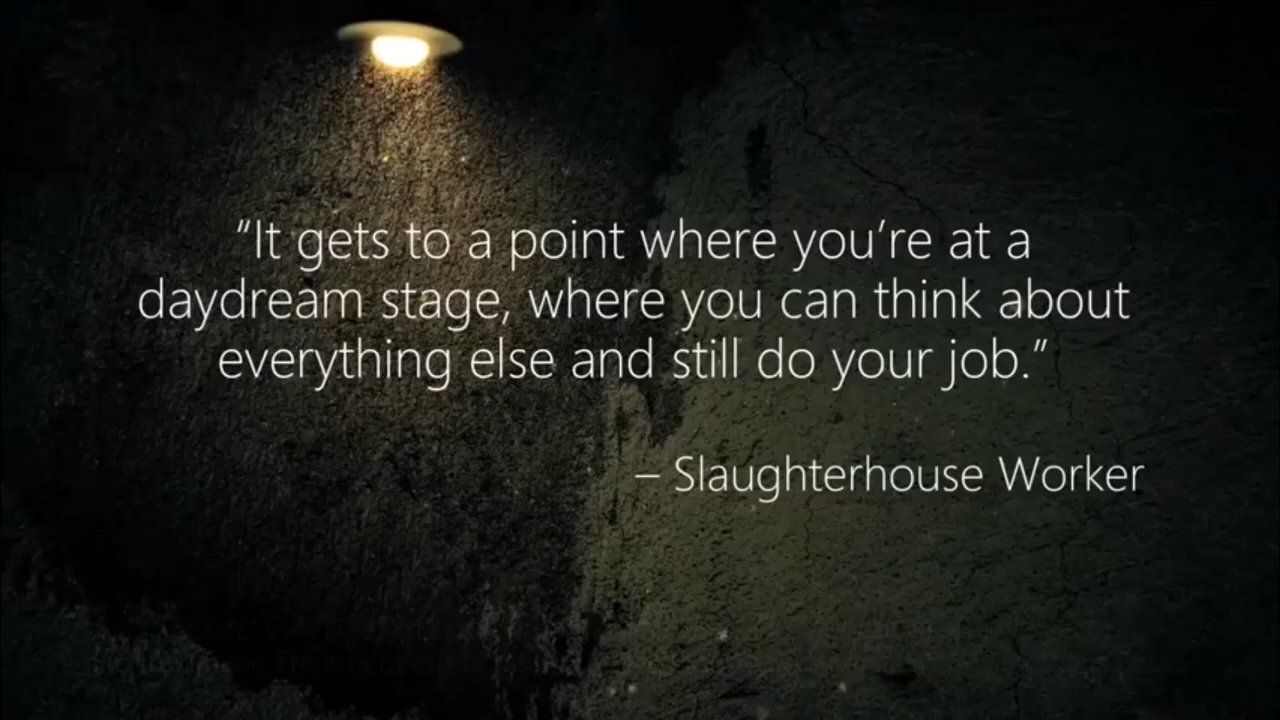 “It gets to a point where you’re at a
daydream stage, where you can think about
everything else and still do your job.”
– Slaughterhouse Worker